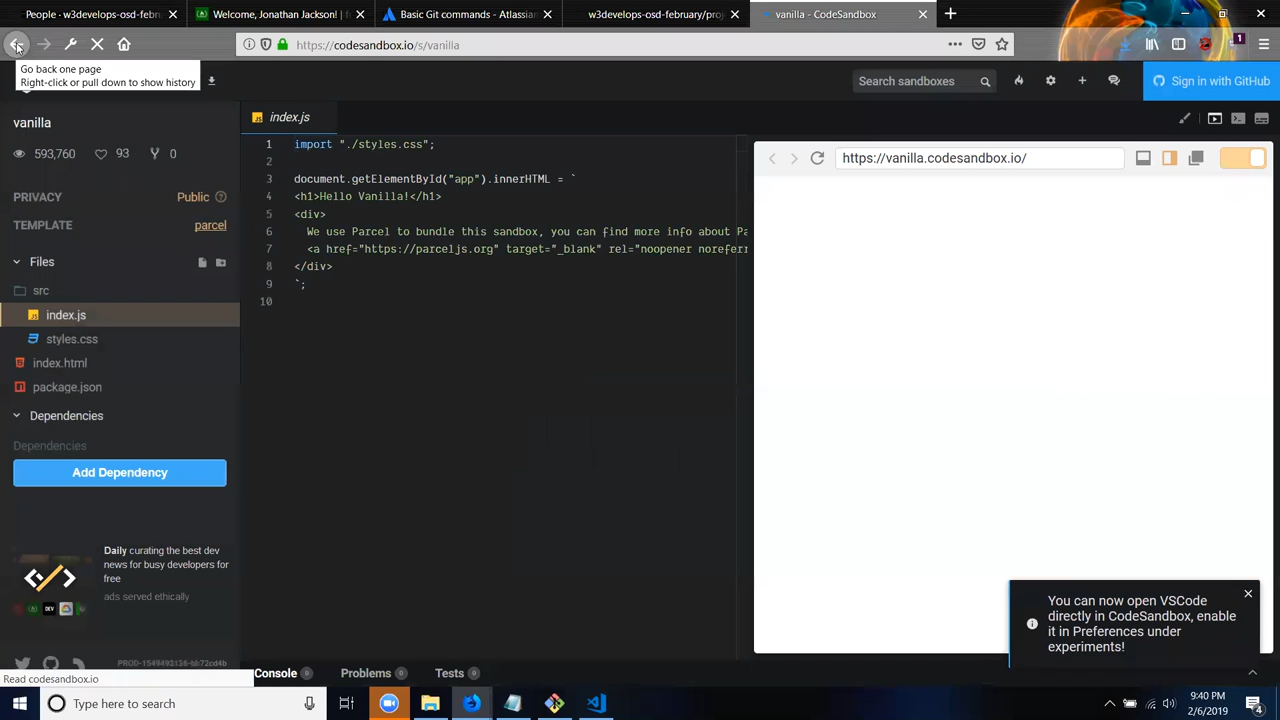 People - w3develops-osd-febru
Welcome, Jonathan Jackson! | f
Basic Git commands - Atlassian
w3develops-osd-february/proj
vanilla - CodeSandbox
https://codesandbox.io/s/vanilla
1
Go back one page
Right-click or pull down to show history
Search sandboxes
Sign in with GitHub
vanilla
593,760 93 0
PRIVACY Public
TEMPLATE parcel
Files
src
index.js
styles.css
index.html
package.json
Dependencies
Dependencies
Add Dependency
Daily curating the best dev
news for busy developers for
free
ads served ethically
DEV
Read codesandbox.io
index.js
1 import "./styles.css";
2
3 document.getElementById("app").innerHTML = `
4 <h1>Hello Vanilla!</h1>
5 <div>
6 We use Parcel to bundle this sandbox, you can find more info about Pa
7 <a href="https://parceljs.org" target="_blank" rel="noopener noreferr
8 </div>
9 `;
10
https://vanilla.codesandbox.io/
You can now open VSCode
directly in CodeSandbox, enable
it in Preferences under
experiments!
Console 0 Problems 0 Tests 0
Type here to search
9:40 PM
2/6/2019
4